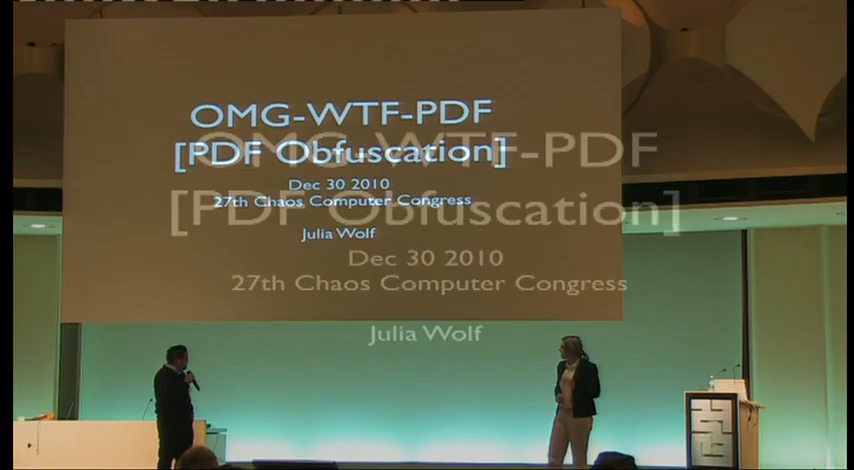 OMG-WTF-PDF
[PDF Obfuscation]
Dec 30 2010
27th Chaos Computer Congress
Julia Wolf
OMG-WTF-PDF
[PDF Obfuscation]
Dec 30 2010
27th Chaos Computer Congress
Julia Wolf